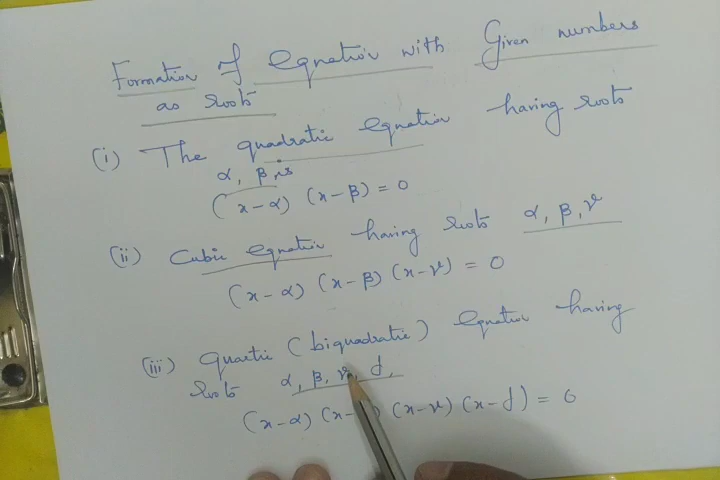 Formation of equation with Given numbers
as roots
(i) The quadratic equation having roots
α, β, is
(x-α) (x-β) = 0
(ii) Cubic equation having roots α, β, γ
(x-α) (x-β) (x-γ) = 0
(iii) Quartic (biquadratic) equation having
roots α, β, γ, δ,
(x-α) (x- ) (x-γ) (x-δ) = 0